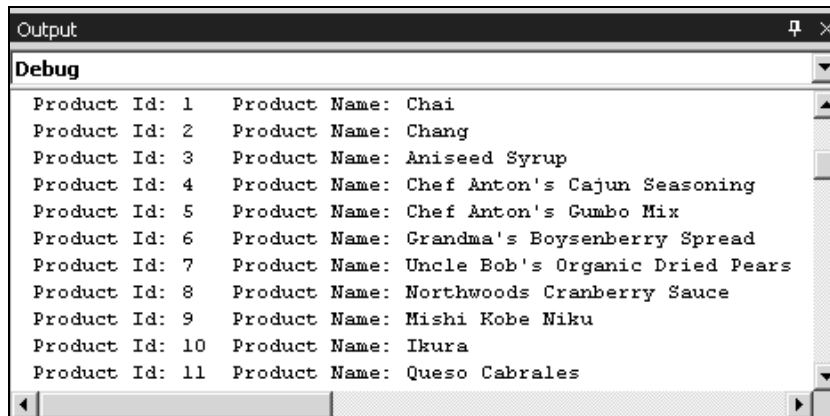 Output
Debug
Product Id: 1 Product Name: Chai
Product Id: 2 Product Name: Chang
Product Id: 3 Product Name: Aniseed Syrup
Product Id: 4 Product Name: Chef Anton's Cajun Seasoning
Product Id: 5 Product Name: Chef Anton's Gumbo Mix
Product Id: 6 Product Name: Grandma's Boysenberry Spread
Product Id: 7 Product Name: Uncle Bob's Organic Dried Pears
Product Id: 8 Product Name: Northwoods Cranberry Sauce
Product Id: 9 Product Name: Mishi Kobe Niku
Product Id: 10 Product Name: Ikura
Product Id: 11 Product Name: Queso Cabrales